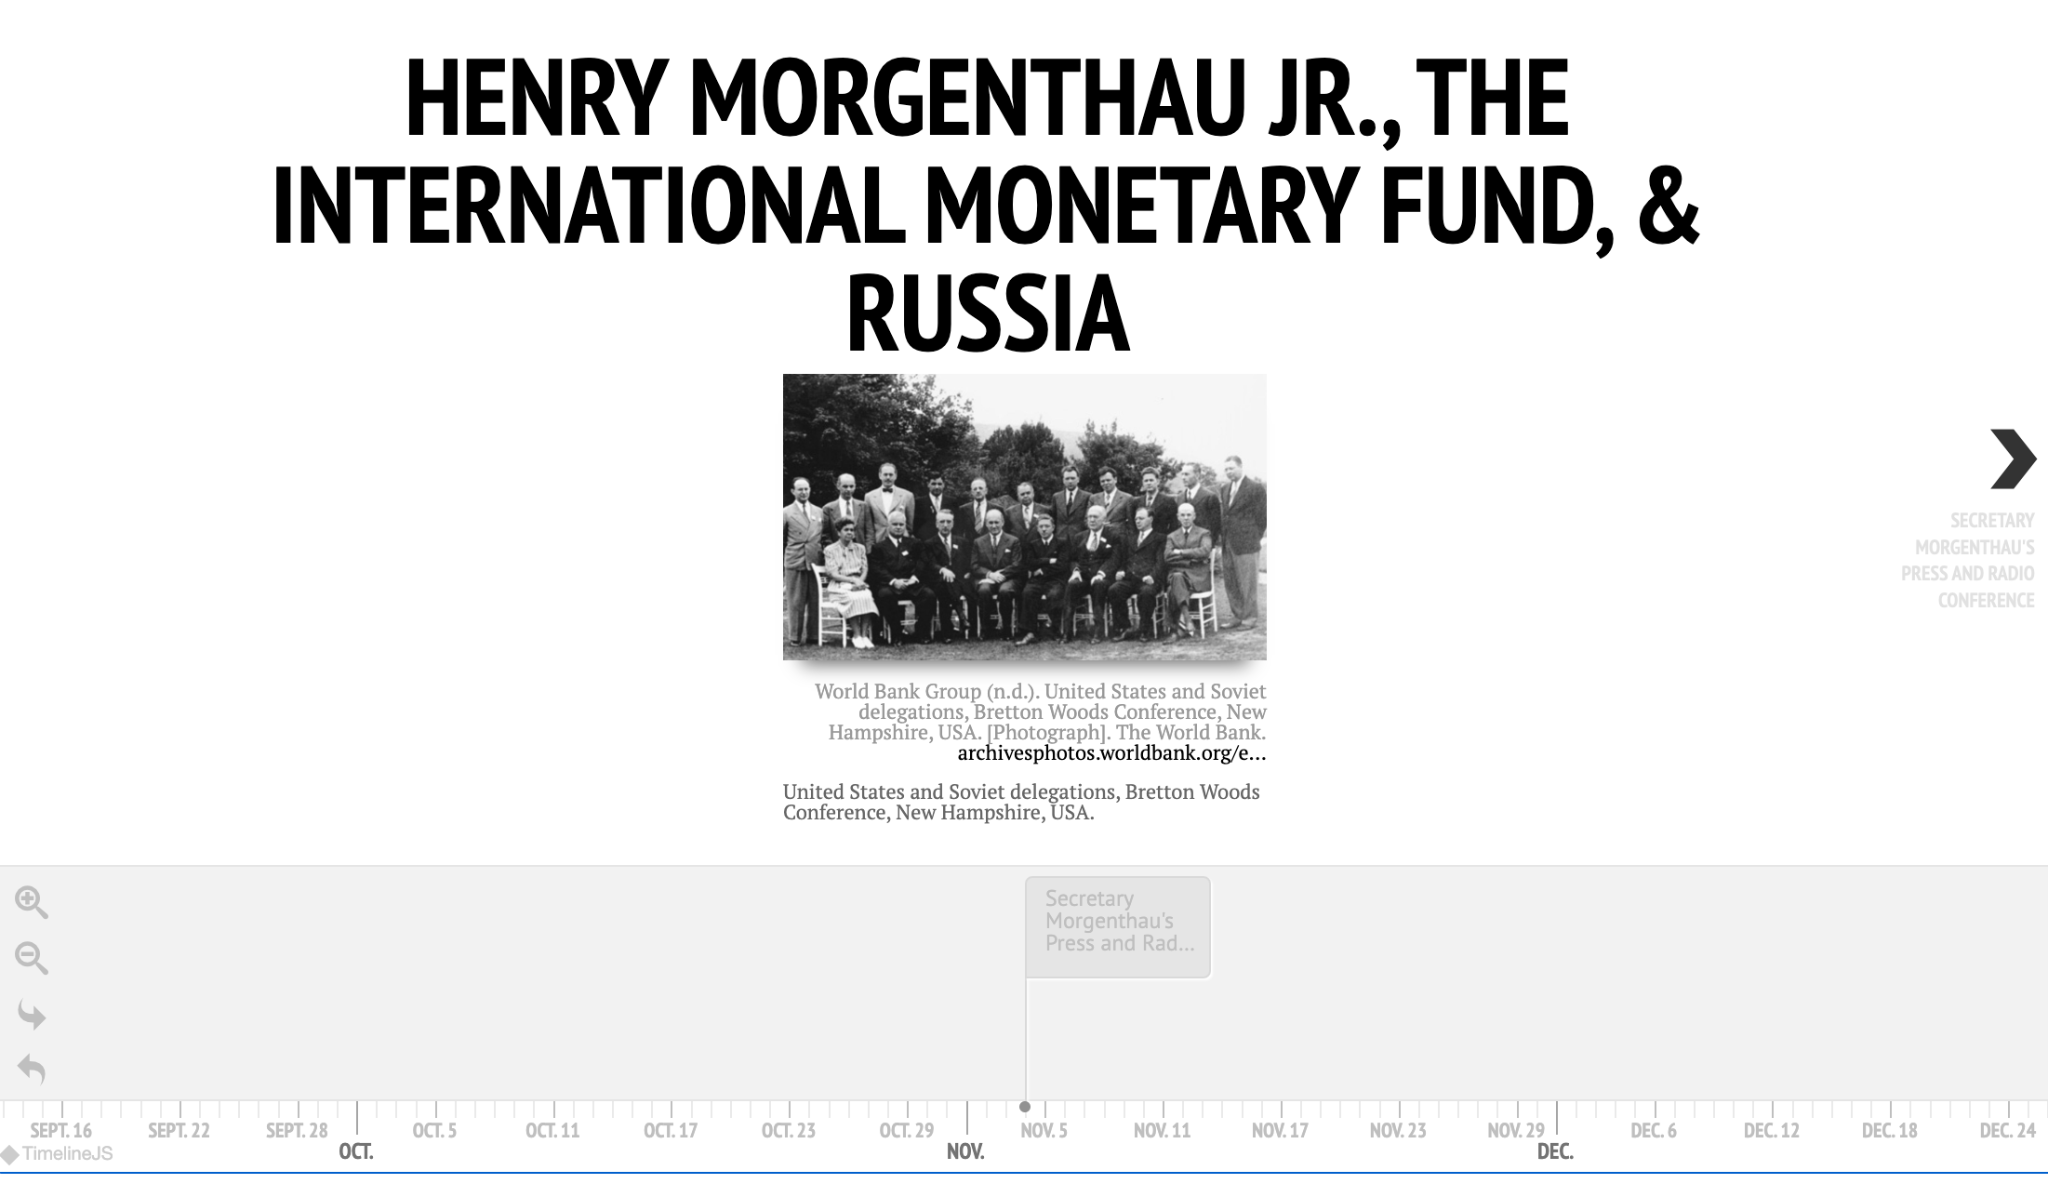 HENRY MORGENTHAU JR., THE
INTERNATIONAL MONETARY FUND, &
RUSSIA
SECRETARY
MORGENTHAU'S
PRESS AND RADIO
CONFERENCE
World Bank Group (n.d.). United States and Soviet
delegations, Bretton Woods Conference, New
Hampshire, USA. [Photograph]. The World Bank.
archivesphotos.worldbank.org/e...
United States and Soviet delegations, Bretton Woods
Conference, New Hampshire, USA.
Secretary
Morgenthau's
Press and Rad...
SEPT. 16 SEPT. 22 SEPT. 28 OCT. 5 OCT. 11 OCT. 17 OCT. 23 OCT. 29 NOV. 5 NOV. 11 NOV. 17 NOV. 23 NOV. 29 DEC. 6 DEC. 12 DEC. 18 DEC. 24
TimelineJS OCT. NOV. DEC.